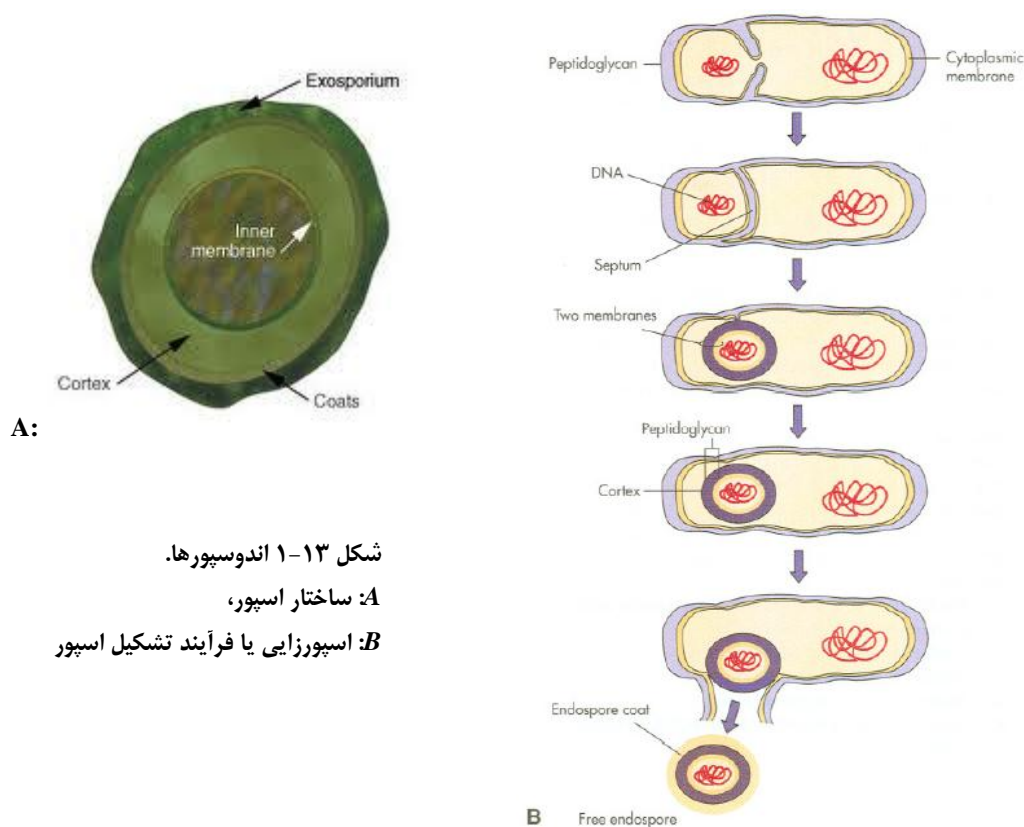 Exosporium
Inner
membrane
Cortex
Coats
A:
شکل ۱۳-۱ اندوسپورها.
A: ساختار اسپور،
B: اسپورزایی یا فرآیند تشکیل اسپور
Peptidoglycan
Cytoplasmic
membrane
DNA
Septum
Two membranes
Peptidoglycan
Cortex
Endospore coat
B Free endospore